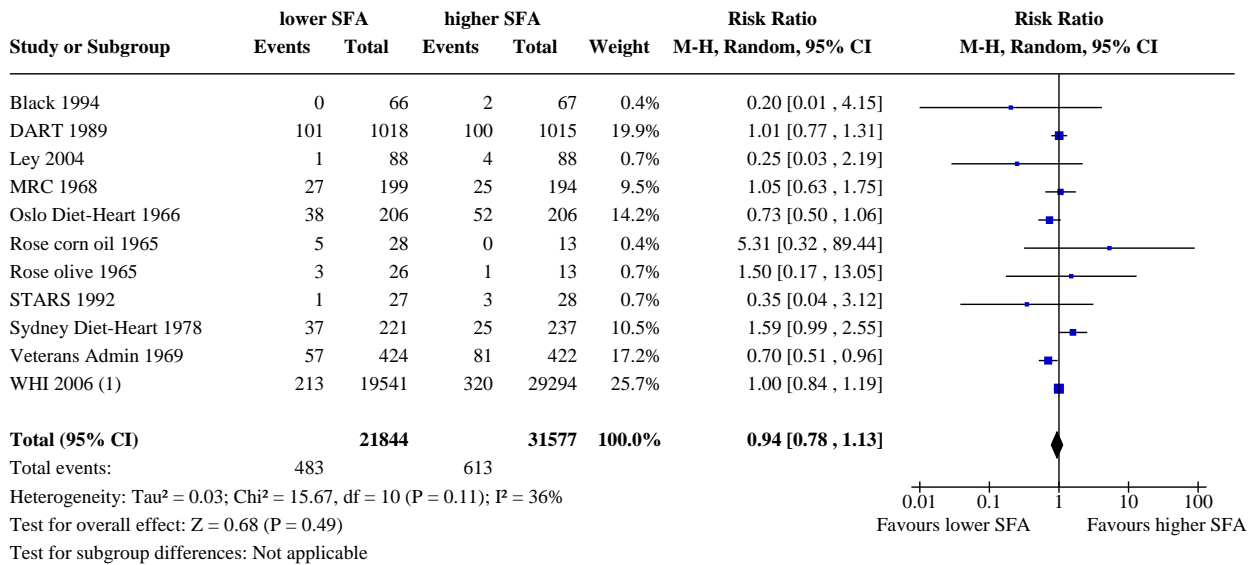 lower SFA higher SFA Risk Ratio Risk Ratio
Study or Subgroup Events Total Events Total Weight M-H, Random, 95% CI M-H, Random, 95% CI
Black 1994 0 66 2 67 0.4% 0.20 [0.01 , 4.15]
DART 1989 101 1018 100 1015 19.9% 1.01 [0.77 , 1.31]
Ley 2004 1 88 4 88 0.7% 0.25 [0.03 , 2.19]
MRC 1968 27 199 25 194 9.5% 1.05 [0.63 , 1.75]
Oslo Diet-Heart 1966 38 206 52 206 14.2% 0.73 [0.50 , 1.06]
Rose corn oil 1965 5 28 0 13 0.4% 5.31 [0.32 , 89.44]
Rose olive 1965 3 26 1 13 0.7% 1.50 [0.17 , 13.05]
STARS 1992 1 27 3 28 0.7% 0.35 [0.04 , 3.12]
Sydney Diet-Heart 1978 37 221 25 237 10.5% 1.59 [0.99 , 2.55]
Veterans Admin 1969 57 424 81 422 17.2% 0.70 [0.51 , 0.96]
WHI 2006 (1) 213 19541 320 29294 25.7% 1.00 [0.84 , 1.19]
Total (95% CI) 21844 31577 100.0% 0.94 [0.78 , 1.13]
Total events: 483 613
Heterogeneity: Tau² = 0.03; Chi² = 15.67, df = 10 (P = 0.11); I² = 36%
0.01 0.1 1 10 100
Test for overall effect: Z = 0.68 (P = 0.49)
Favours lower SFA Favours higher SFA
Test for subgroup differences: Not applicable